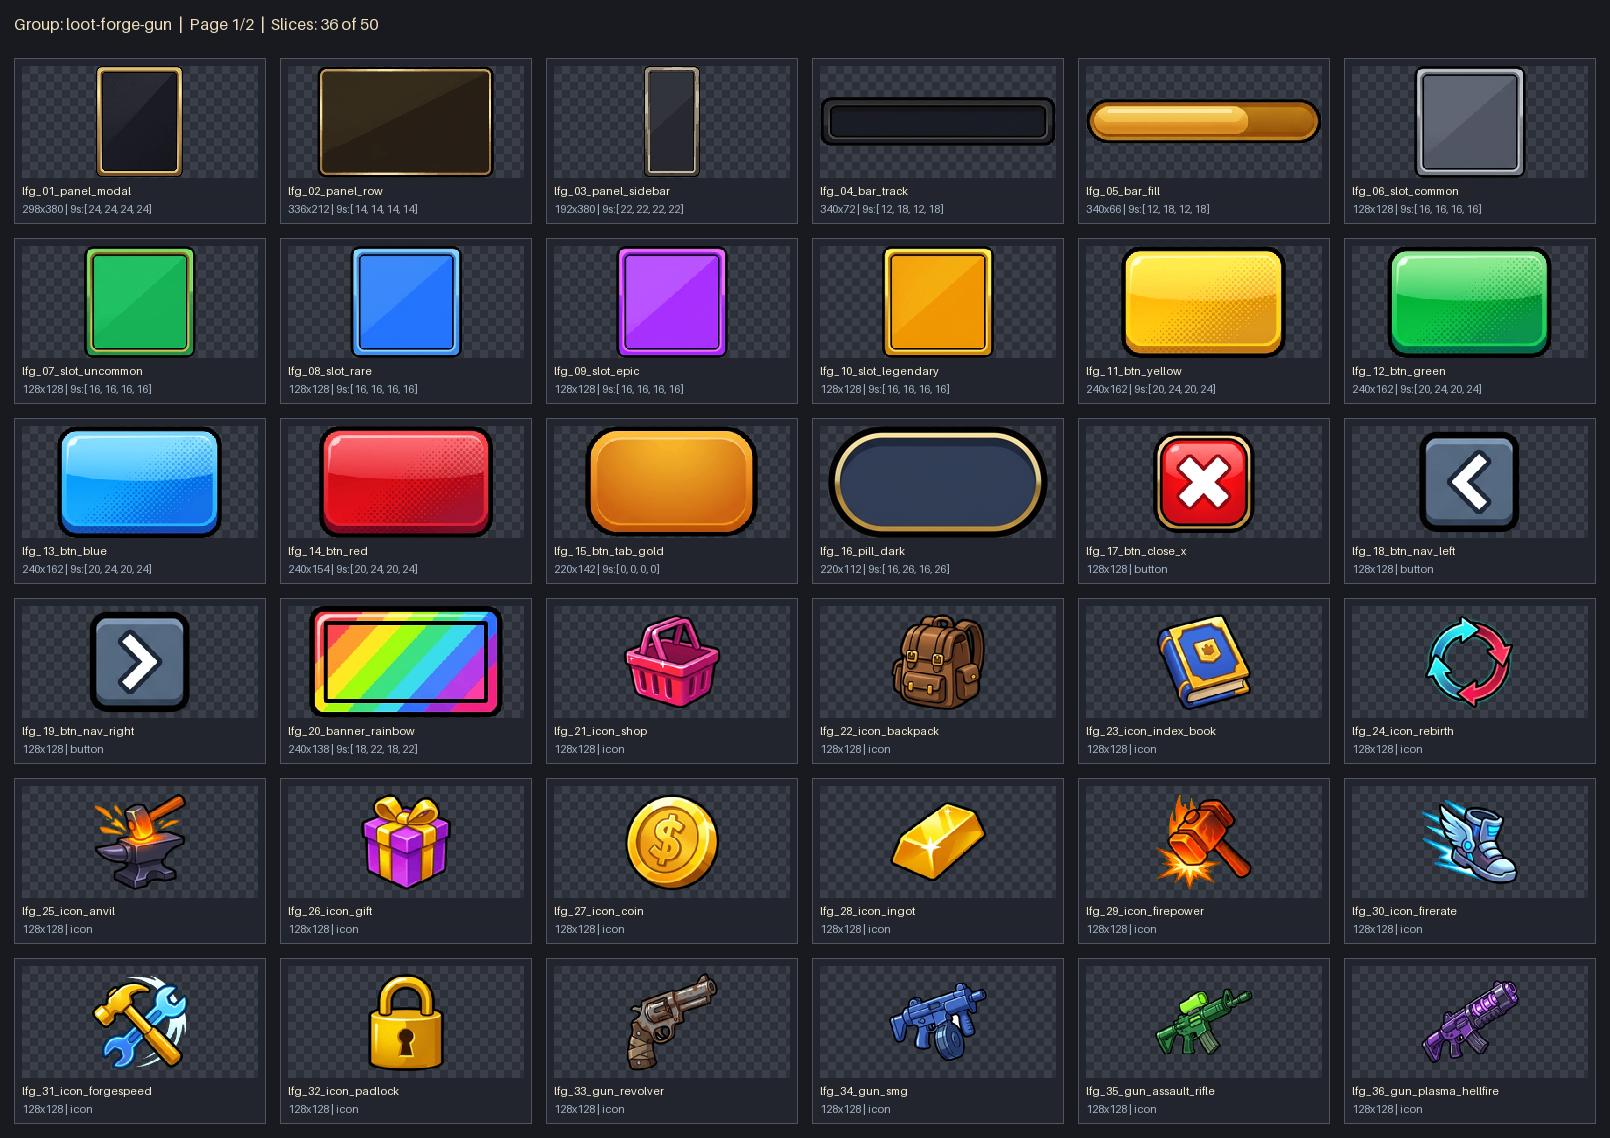 Group: loot-forge-gun | Page 1/2 | Slices: 36 of 50
lfg_01_panel_modal
298x380 | 9s:[24, 24, 24, 24]
lfg_02_panel_row
336x212 | 9s:[14, 14, 14, 14]
lfg_03_panel_sidebar
192x380 | 9s:[22, 22, 22, 22]
lfg_04_bar_track
340x72 | 9s:[12, 18, 12, 18]
lfg_05_bar_fill
340x66 | 9s:[12, 18, 12, 18]
lfg_06_slot_common
128x128 | 9s:[16, 16, 16, 16]
lfg_07_slot_uncommon
128x128 | 9s:[16, 16, 16, 16]
lfg_08_slot_rare
128x128 | 9s:[16, 16, 16, 16]
lfg_09_slot_epic
128x128 | 9s:[16, 16, 16, 16]
lfg_10_slot_legendary
128x128 | 9s:[16, 16, 16, 16]
lfg_11_btn_yellow
240x162 | 9s:[20, 24, 20, 24]
lfg_12_btn_green
240x162 | 9s:[20, 24, 20, 24]
lfg_13_btn_blue
240x162 | 9s:[20, 24, 20, 24]
lfg_14_btn_red
240x154 | 9s:[20, 24, 20, 24]
lfg_15_btn_tab_gold
220x142 | 9s:[0, 0, 0, 0]
lfg_16_pill_dark
220x112 | 9s:[16, 26, 16, 26]
lfg_17_btn_close_x
128x128 | button
lfg_18_btn_nav_left
128x128 | button
lfg_19_btn_nav_right
128x128 | button
lfg_20_banner_rainbow
240x138 | 9s:[18, 22, 18, 22]
lfg_21_icon_shop
128x128 | icon
lfg_22_icon_backpack
128x128 | icon
lfg_23_icon_index_book
128x128 | icon
lfg_24_icon_rebirth
128x128 | icon
lfg_25_icon_anvil
128x128 | icon
lfg_26_icon_gift
128x128 | icon
$
lfg_27_icon_coin
128x128 | icon
lfg_28_icon_ingot
128x128 | icon
lfg_29_icon_firepower
128x128 | icon
lfg_30_icon_firerate
128x128 | icon
lfg_31_icon_forgespeed
128x128 | icon
lfg_32_icon_padlock
128x128 | icon
lfg_33_gun_revolver
128x128 | icon
lfg_34_gun_smg
128x128 | icon
lfg_35_gun_assault_rifle
128x128 | icon
lfg_36_gun_plasma_hellfire
128x128 | icon